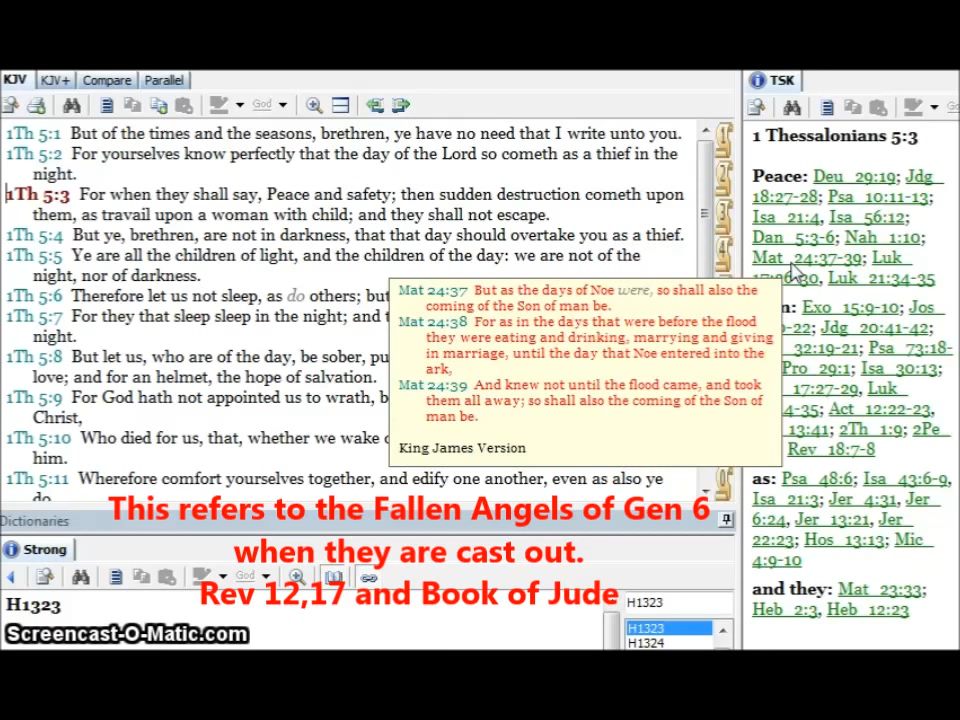 KJV KJV+ Compare Parallel
God
1Th 5:1 But of the times and the seasons, brethren, ye have no need that I write unto you.
1Th 5:2 For yourselves know perfectly that the day of the Lord so cometh as a thief in the
night.
1Th 5:3 For when they shall say, Peace and safety; then sudden destruction cometh upon
them, as travail upon a woman with child; and they shall not escape.
1Th 5:4 But ye, brethren, are not in darkness, that that day should overtake you as a thief.
1Th 5:5 Ye are all the children of light, and the children of the day: we are not of the
night, nor of darkness.
1Th 5:6 Therefore let us not sleep, as do others; but
1Th 5:7 For they that sleep sleep in the night; and
night.
1Th 5:8 But let us, who are of the day, be sober, pu
love; and for an helmet, the hope of salvation.
1Th 5:9 For God hath not appointed us to wrath, b
Christ,
1Th 5:10 Who died for us, that, whether we wake
him.
1Th 5:11 Wherefore comfort yourselves together, and edify one another, even as also ye
do.
Mat 24:37 But as the days of Noe were, so shall also the
coming of the Son of man be.
Mat 24:38 For as in the days that were before the flood
they were eating and drinking, marrying and giving
in marriage, until the day that Noe entered into the
ark,
Mat 24:39 And knew not until the flood came, and took
them all away; so shall also the coming of the Son of
man be.
King James Version
TSK
1 Thessalonians 5:3
Peace: Deu 29:19; Jdg
18:27-28; Psa 10:11-13;
Isa 21:4, Isa 56:12;
Dan 5:3-6; Nah 1:10;
Mat 24:37-39; Luk
30, Luk 21:34-35
n: Exo 15:9-10; Jos
-22; Jdg 20:41-42;
32:19-21; Psa 73:18-
Pro 29:1; Isa 30:13;
17:27-29, Luk
4-35; Act 12:22-23,
13:41; 2Th 1:9; 2Pe
Rev 18:7-8
as: Psa 48:6; Isa 43:6-9,
Isa 21:3; Jer 4:31, Jer
6:24, Jer 13:21, Jer
22:23; Hos 13:13; Mic
4:9-10
and they: Mat 23:33;
Heb 2:3, Heb 12:23
This refers to the Fallen Angels of Gen 6
when they are cast out.
Rev 12,17 and Book of Jude
Dictionaries
Strong
God
H1323
H1323
H1323
H1324
Screencast-O-Matic.com